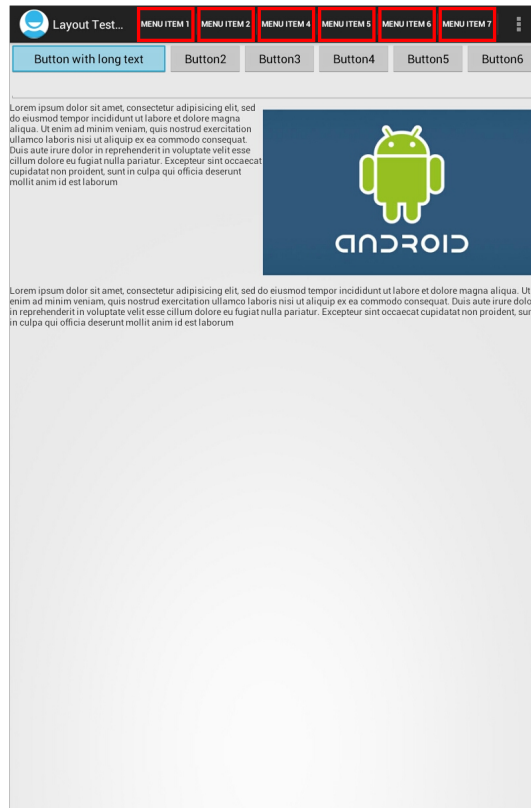 Layout Test... MENU ITEM 1 MENU ITEM 2 MENU ITEM 4 MENU ITEM 5 MENU ITEM 6 MENU ITEM 7
Button with long text Button2 Button3 Button4 Button5 Button6
Lorem ipsum dolor sit amet, consectetur adipisicing elit, sed
do eiusmod tempor incididunt ut labore et dolore magna
aliqua. Ut enim ad minim veniam, quis nostrud exercitation
ullamco laboris nisi ut aliquip ex ea commodo consequat.
Duis aute irure dolor in reprehenderit in voluptate velit esse
cillum dolore eu fugiat nulla pariatur. Excepteur sint occaecat
cupidatat non proident, sunt in culpa qui officia deserunt
mollit anim id est laborum
ANDROID
Lorem ipsum dolor sit amet, consectetur adipisicing elit, sed do eiusmod tempor incididunt ut labore et dolore magna aliqua. Ut
enim ad minim veniam, quis nostrud exercitation ullamco laboris nisi ut aliquip ex ea commodo consequat. Duis aute irure dolo
in reprehenderit in voluptate velit esse cillum dolore eu fugiat nulla pariatur. Excepteur sint occaecat cupidatat non proident, sun
in culpa qui officia deserunt mollit anim id est laborum